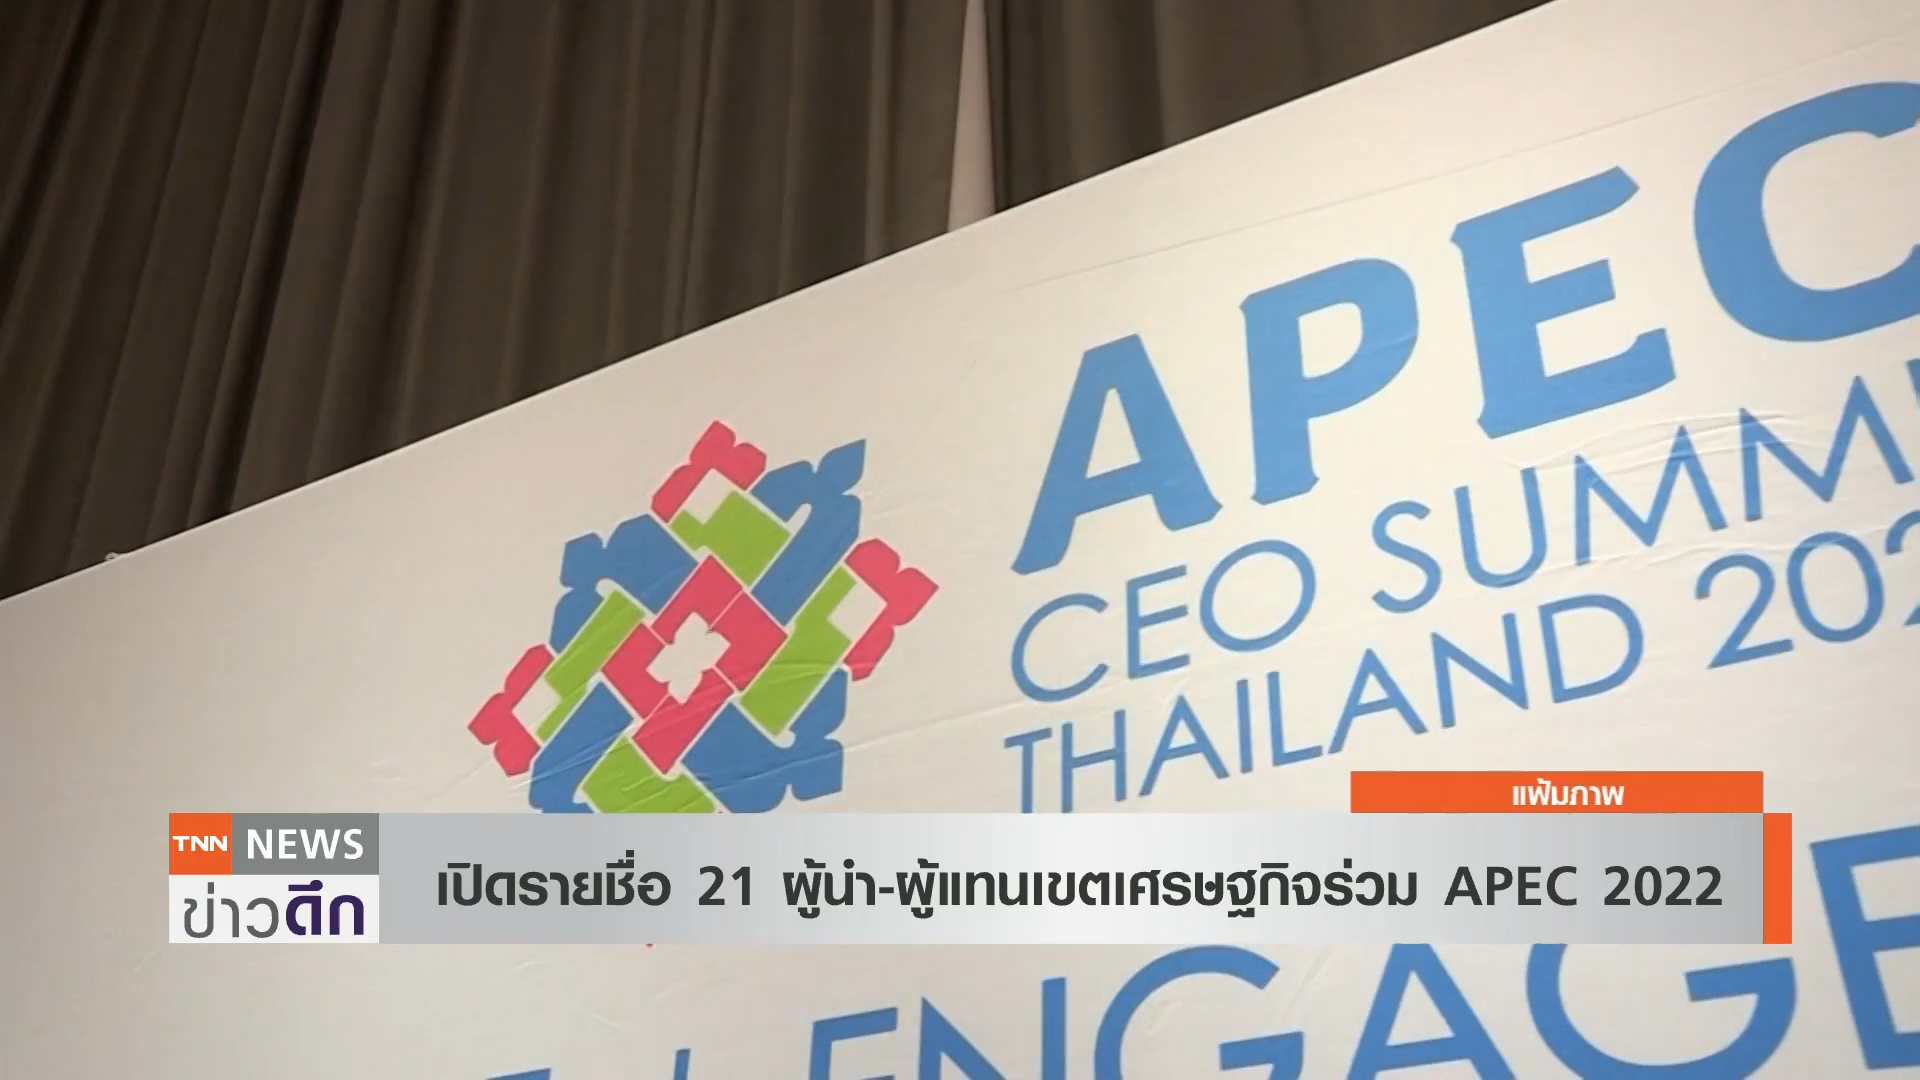 APEC
CEO SUMMI
THAILAND 202
แฟ้มภาพ
TNN NEWS
ข่าวดึก
เปิดรายชื่อ 21 ผู้นำ-ผู้แทนเขตเศรษฐกิจร่วม APEC 2022
ENGAGE